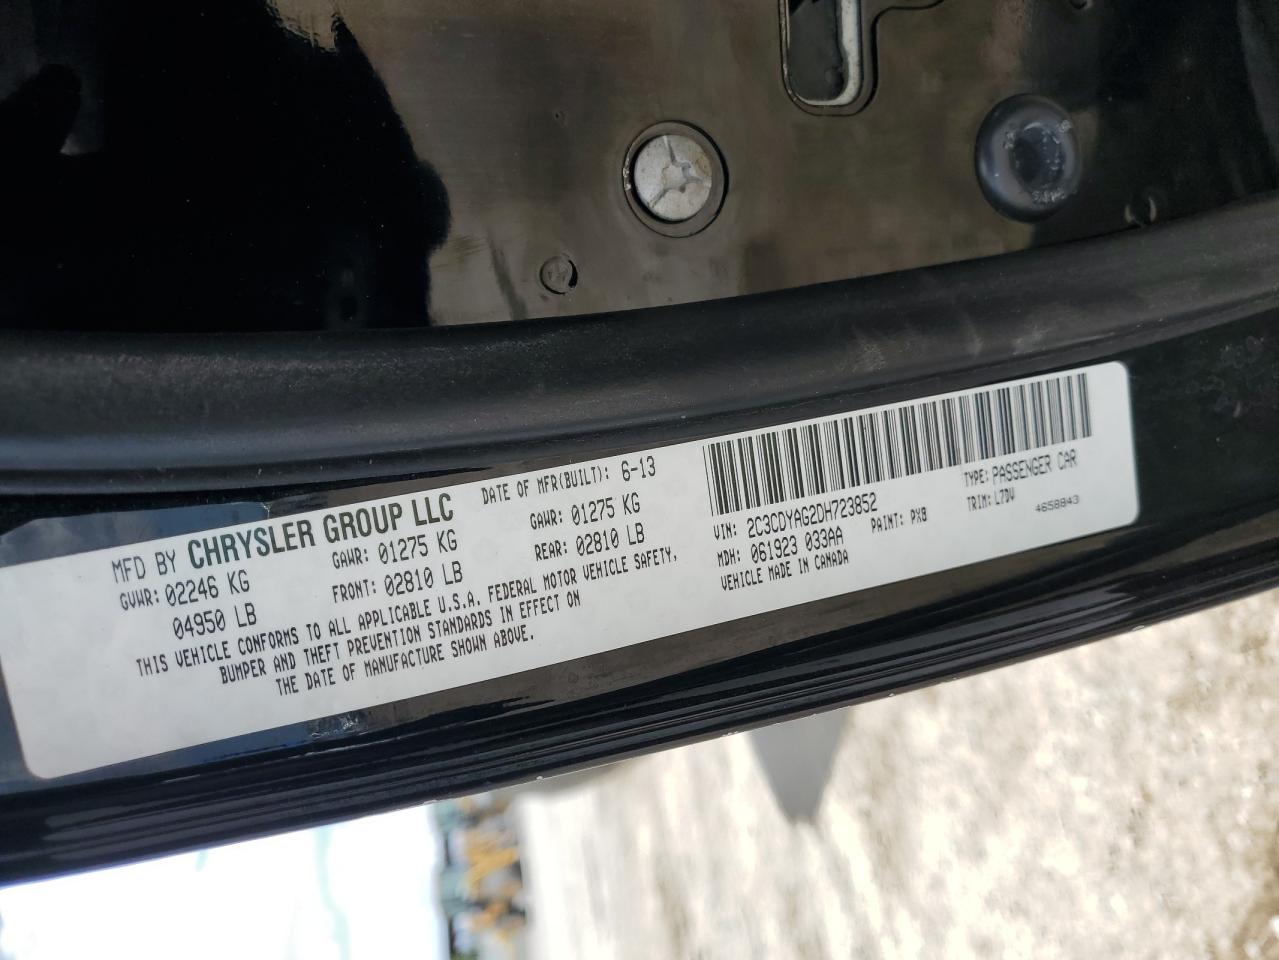 MFD BY CHRYSLER GROUP LLC DATE OF MFR(BUILT): 6-13
GVWR: 02246 KG GAWR: 01275 KG GAWR: 01275 KG
04950 LB FRONT: 02810 LB REAR: 02810 LB
THIS VEHICLE CONFORMS TO ALL APPLICABLE U.S.A. FEDERAL MOTOR VEHICLE SAFETY,
BUMPER AND THEFT PREVENTION STANDARDS IN EFFECT ON
THE DATE OF MANUFACTURE SHOWN ABOVE.
VIN: 2C3CDYAG2DH723852 TYPE: PASSENGER CAR
MDH: 061923 033AA PAINT: PX8 TRIM: L7DV
VEHICLE MADE IN CANADA 4658843